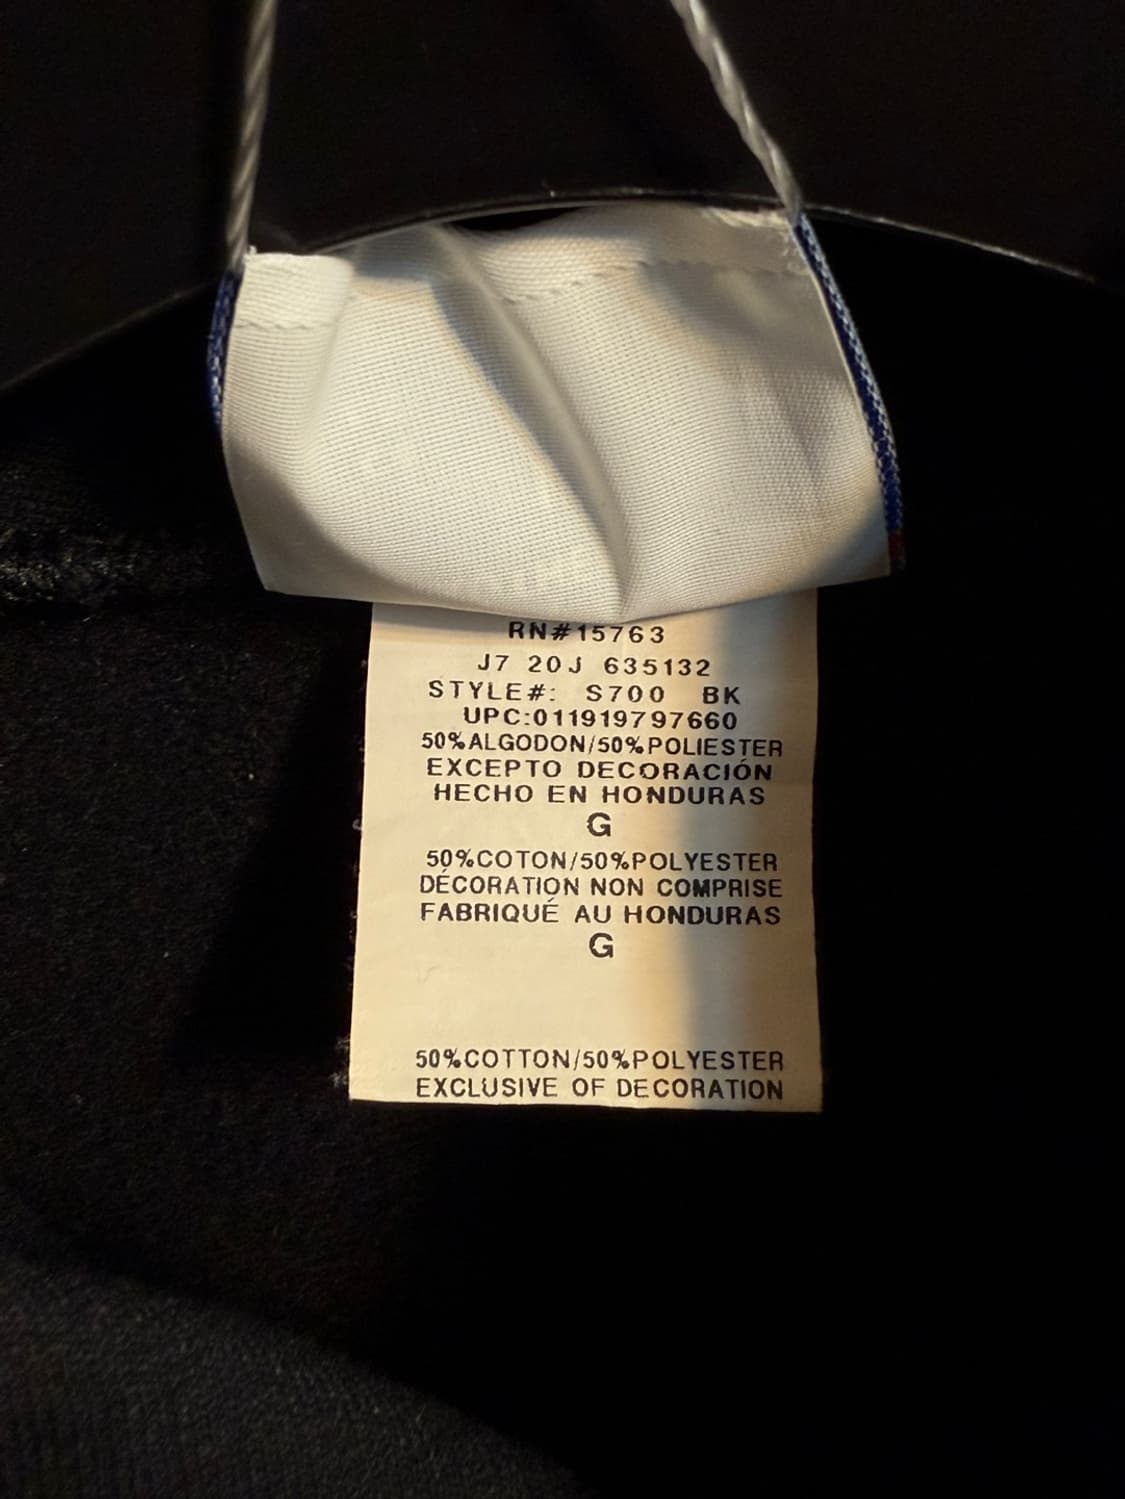 RN#15763
J7 20J 635132
STYLE#: S700 BK
UPC:011919797660
50%ALGODON/50%POLIESTER
EXCEPTO DECORACIÓN
HECHO EN HONDURAS
G
50%COTON/50%POLYESTER
DÉCORATION NON COMPRISE
FABRIQUÉ AU HONDURAS
G
50%COTTON/50%POLYESTER
EXCLUSIVE OF DECORATION